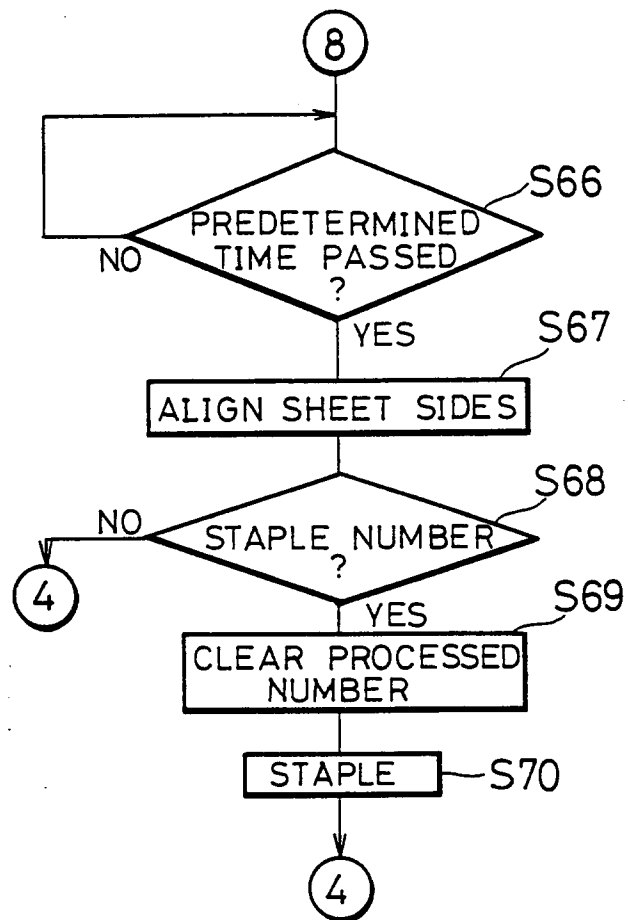 8
S66
PREDETERMINED
TIME PASSED
?
NO
YES
S67
ALIGN SHEET SIDES
S68
NO
STAPLE NUMBER
?
4
YES
S69
CLEAR PROCESSED
NUMBER
STAPLE
S70
4